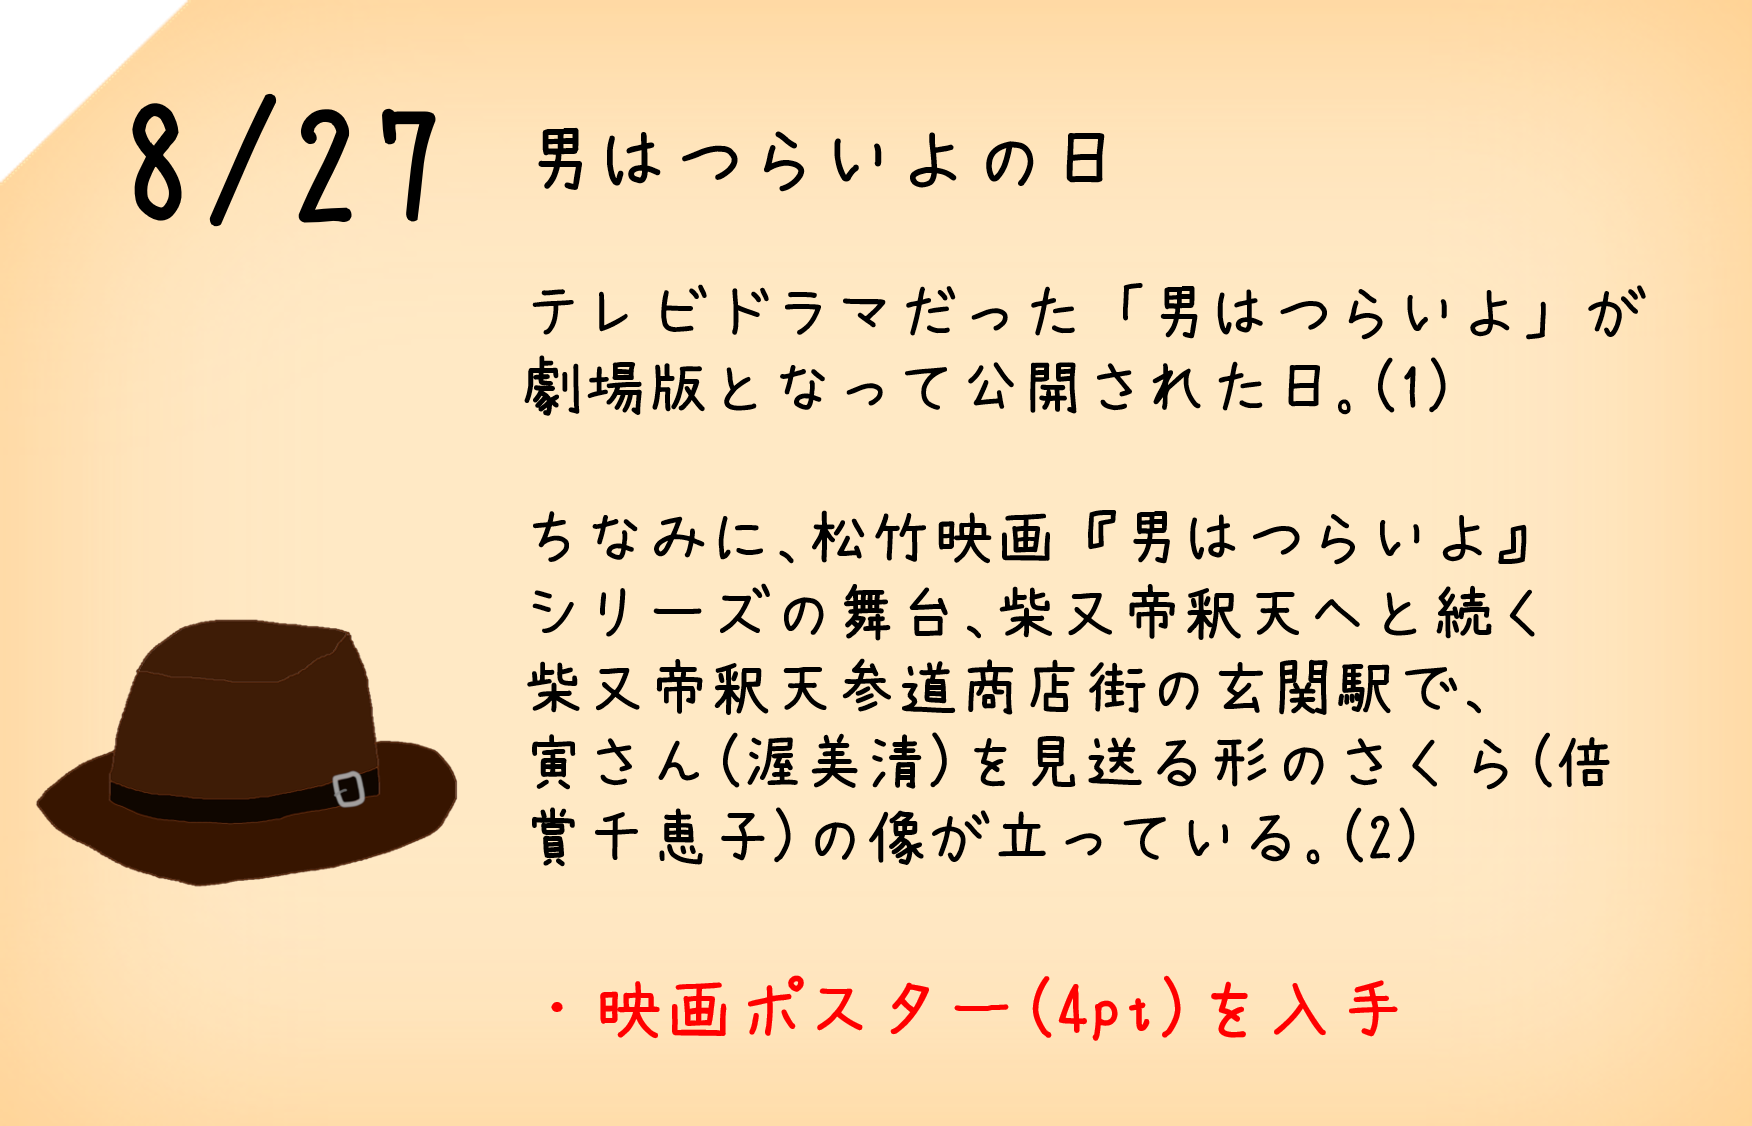 8/27
男はつらいよの日
テレビドラマだった「男はつらいよ」が
劇場版となって公開された日。(1)
ちなみに、松竹映画『男はつらいよ』
シリーズの舞台、柴又帝釈天へと続く
柴又帝釈天参道商店街の玄関駅で、
寅さん(渥美清)を見送る形のさくら(倍
賞千恵子)の像が立っている。(2)
・映画ポスター(4pt)を入手